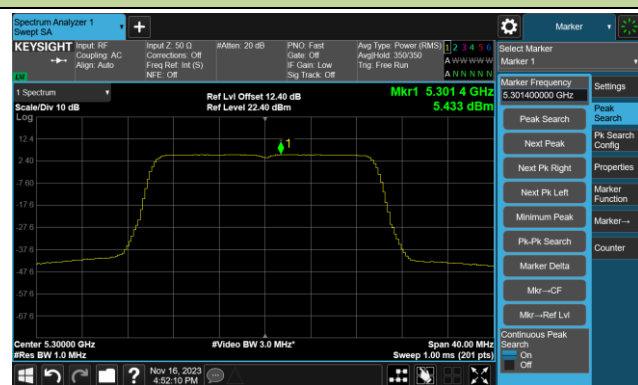 Spectrum Analyzer 1
Swept SA
Marker
KEYSIGHT
Input: RF
Coupling: AC
Align: Auto
Input Z: 50 Ω
Corrections: Off
Freq Ref: Int (S)
NFE: Off
#Atten: 20 dB
PNO: Fast
Gate: Off
IF Gain: Low
Sig Track: Off
Avg Type: Power (RMS)
Avg|Hold: 350/350
Trig: Free Run
1 2 3 4 5 6
A W W W W W
A N N N N N
LXI
Select Marker
Marker 1
1 Spectrum
Scale/Div 10 dB
Log
Ref Lvl Offset 12.40 dB
Ref Level 22.40 dBm
Mkr1 5.301 4 GHz
5.433 dBm
1
12.4
2.40
-7.60
-17.6
-27.6
-37.6
-47.6
-57.6
-67.6
Center 5.30000 GHz
#Res BW 1.0 MHz
#Video BW 3.0 MHz*
Span 40.00 MHz
Sweep 1.00 ms (201 pts)
Marker Frequency
5.301400000 GHz
Peak Search
Next Peak
Next Pk Right
Next Pk Left
Minimum Peak
Pk-Pk Search
Marker Delta
Mkr→CF
Mkr→Ref Lvl
Continuous Peak
Search
On
Off
Settings
Peak
Search
Pk Search
Config
Properties
Marker
Function
Marker→
Counter
?
Nov 16, 2023
4:52:10 PM